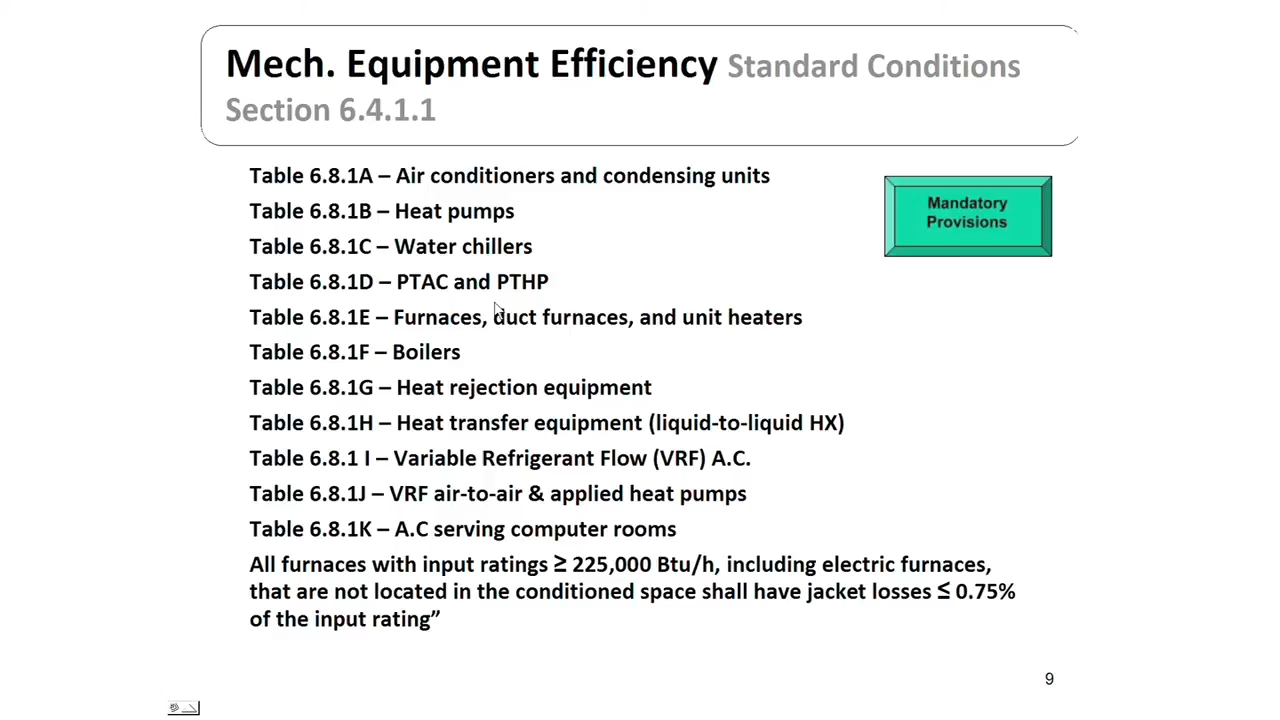 Mech. Equipment Efficiency Standard Conditions
Section 6.4.1.1
Table 6.8.1A – Air conditioners and condensing units
Mandatory
Provisions
Table 6.8.1B – Heat pumps
Table 6.8.1C – Water chillers
Table 6.8.1D – PTAC and PTHP
Table 6.8.1E – Furnaces, duct furnaces, and unit heaters
Table 6.8.1F – Boilers
Table 6.8.1G – Heat rejection equipment
Table 6.8.1H – Heat transfer equipment (liquid-to-liquid HX)
Table 6.8.1 I – Variable Refrigerant Flow (VRF) A.C.
Table 6.8.1J – VRF air-to-air & applied heat pumps
Table 6.8.1K – A.C serving computer rooms
All furnaces with input ratings ≥ 225,000 Btu/h, including electric furnaces,
that are not located in the conditioned space shall have jacket losses ≤ 0.75%
of the input rating”
9